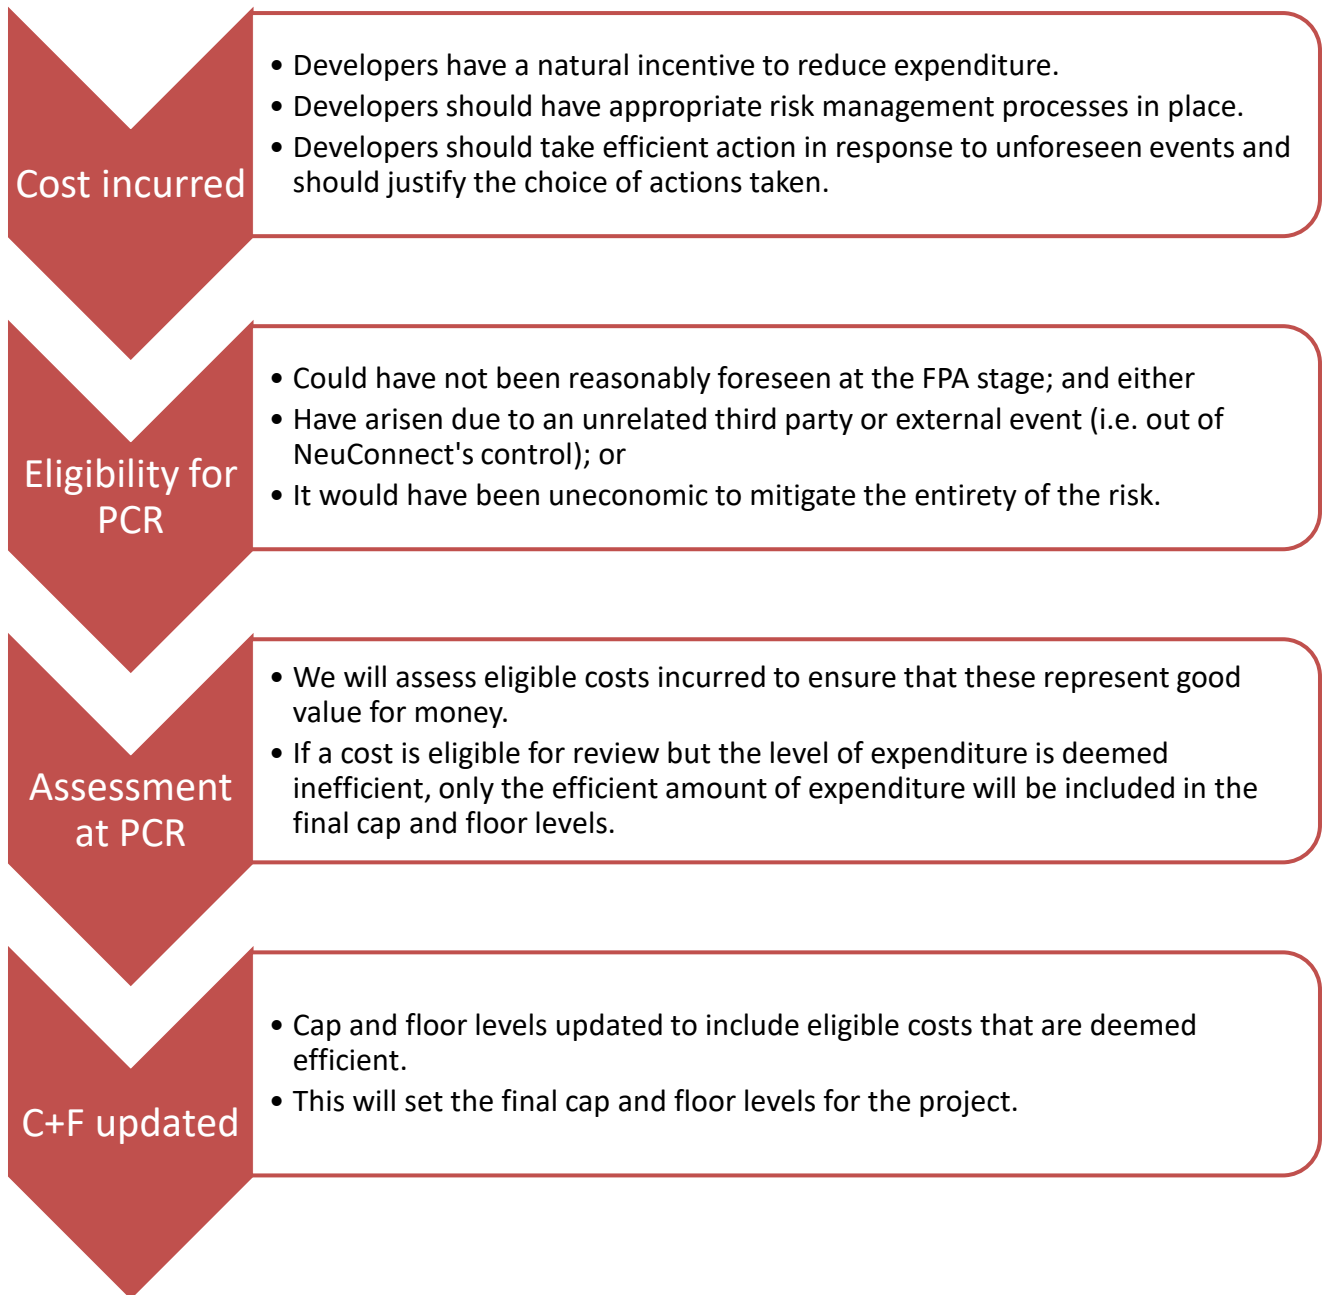 Cost incurred
• Developers have a natural incentive to reduce expenditure.
• Developers should have appropriate risk management processes in place.
• Developers should take efficient action in response to unforeseen events and
should justify the choice of actions taken.
Eligibility for
PCR
• Could have not been reasonably foreseen at the FPA stage; and either
• Have arisen due to an unrelated third party or external event (i.e. out of
NeuConnect's control); or
• It would have been uneconomic to mitigate the entirety of the risk.
Assessment
at PCR
• We will assess eligible costs incurred to ensure that these represent good
value for money.
• If a cost is eligible for review but the level of expenditure is deemed
inefficient, only the efficient amount of expenditure will be included in the
final cap and floor levels.
C+F updated
• Cap and floor levels updated to include eligible costs that are deemed
efficient.
• This will set the final cap and floor levels for the project.